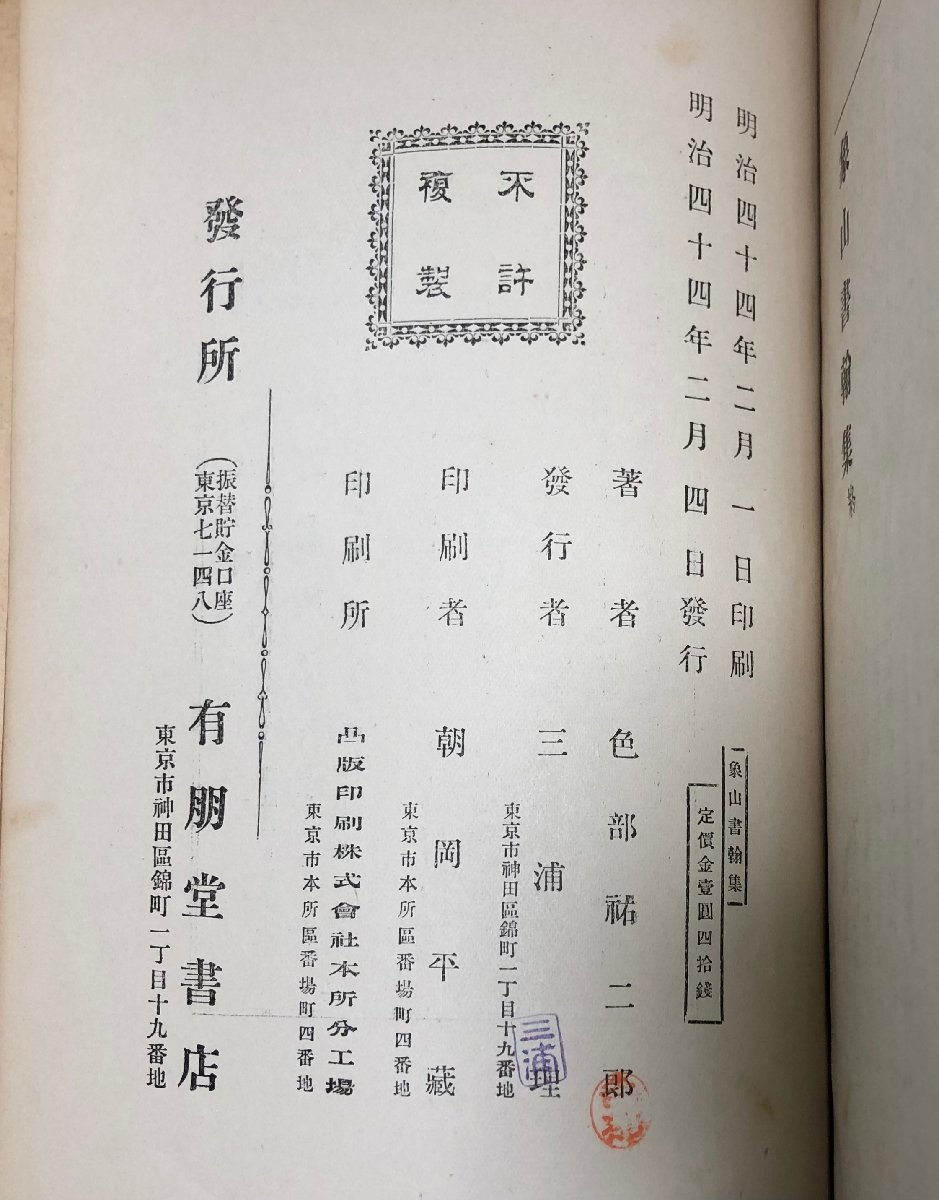 明治四十四年二月一日印刷
明治四十四年二月四日發行
象山書翰集
定價金壹圓四拾錢
不許
複製
著者 色部祐二郎
發行者 三浦理
東京市神田區錦町一丁目十九番地
印刷者 朝岡平藏
東京市本所區番場町四番地
印刷所 凸版印刷株式會社本所分工場
東京市本所區番場町四番地
發行所 (振替貯金口座
東京七一四八) 有朋堂書店
東京市神田區錦町一丁目十九番地
三浦